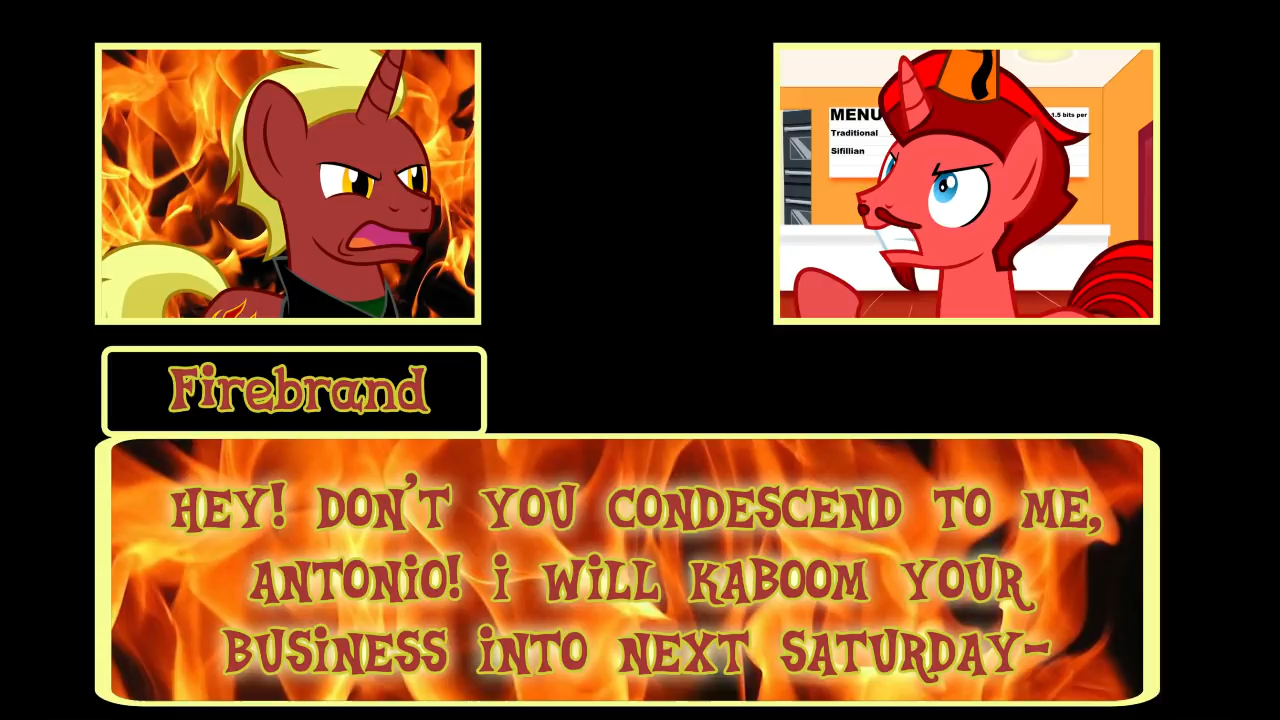 MENU
1.5 bits per
Traditional
Sifillian
Firebrand
HEY! DON'T YOU CONDESCEND TO ME,
ANTONiO! i WiLL KABOOM YOUR
BUSiNESS iNTO NEXT SATURDAY-